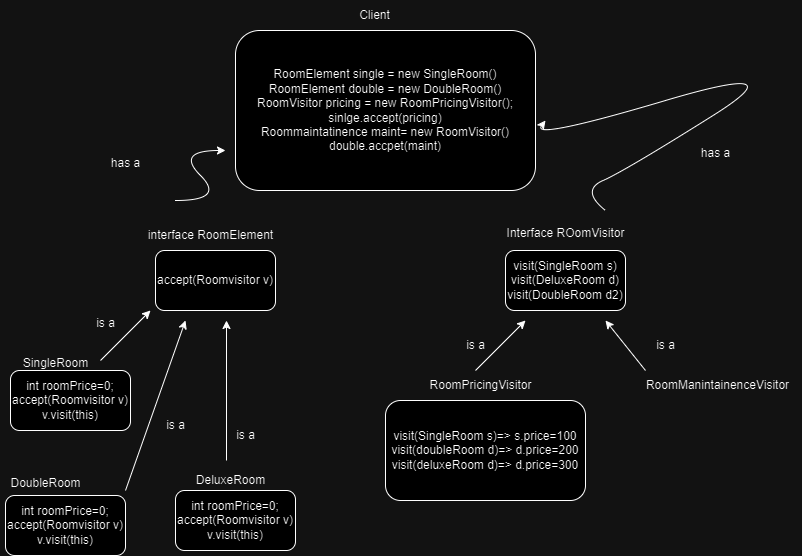 Client
RoomElement single = new SingleRoom()
RoomElement double = new DoubleRoom()
RoomVisitor pricing = new RoomPricingVisitor();
sinlge.accept(pricing)
Roommaintatinence maint= new RoomVisitor()
double.accpet(maint)
has a
has a
interface RoomElement
accept(Roomvisitor v)
Interface ROomVisitor
visit(SingleRoom s)
visit(DeluxeRoom d)
visit(DoubleRoom d2)
is a
is a
is a
SingleRoom
int roomPrice=0;
accept(Roomvisitor v)
v.visit(this)
RoomPricingVisitor
RoomManintainenceVisitor
visit(SingleRoom s)=> s.price=100
visit(doubleRoom d)=> d.price=200
visit(deluxeRoom d)=> d.price=300
is a
is a
DoubleRoom
int roomPrice=0;
accept(Roomvisitor v)
v.visit(this)
DeluxeRoom
int roomPrice=0;
accept(Roomvisitor v)
v.visit(this)